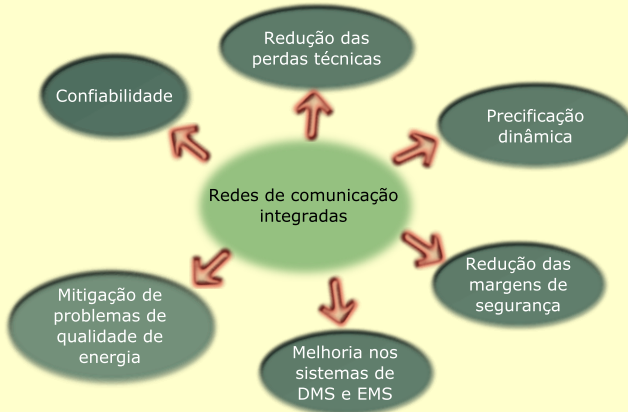 Redução das
perdas técnicas
Confiabilidade
Precificação
dinâmica
Redes de comunicação
integradas
Redução das
margens de
segurança
Mitigação de
problemas de
qualidade de
energia
Melhoria nos
sistemas de
DMS e EMS